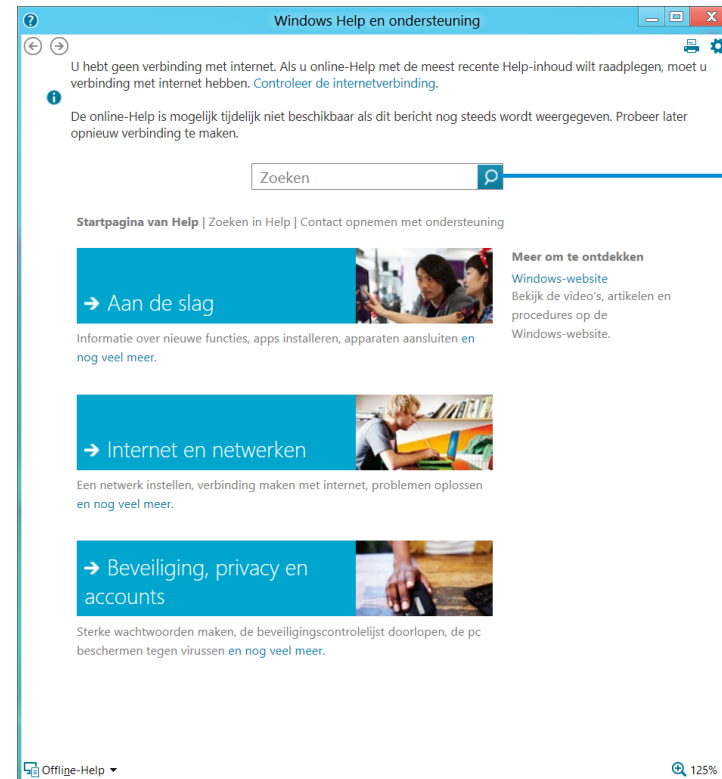 Windows Help en ondersteuning
U hebt geen verbinding met internet. Als u online-Help met de meest recente Help-inhoud wilt raadplegen, moet u
verbinding met internet hebben. Controleer de internetverbinding.
De online-Help is mogelijk tijdelijk niet beschikbaar als dit bericht nog steeds wordt weergegeven. Probeer later
opnieuw verbinding te maken.
Zoeken
Startpagina van Help | Zoeken in Help | Contact opnemen met ondersteuning
Aan de slag
Informatie over nieuwe functies, apps installeren, apparaten aansluiten en
nog veel meer.
Internet en netwerken
Een netwerk instellen, verbinding maken met internet, problemen oplossen
en nog veel meer.
Beveiliging, privacy en
accounts
Sterke wachtwoorden maken, de beveiligingscontrolelijst doorlopen, de pc
beschermen tegen virussen en nog veel meer.
Meer om te ontdekken
Windows-website
Bekijk de video's, artikelen en
procedures op de
Windows-website.
Offline-Help
125%